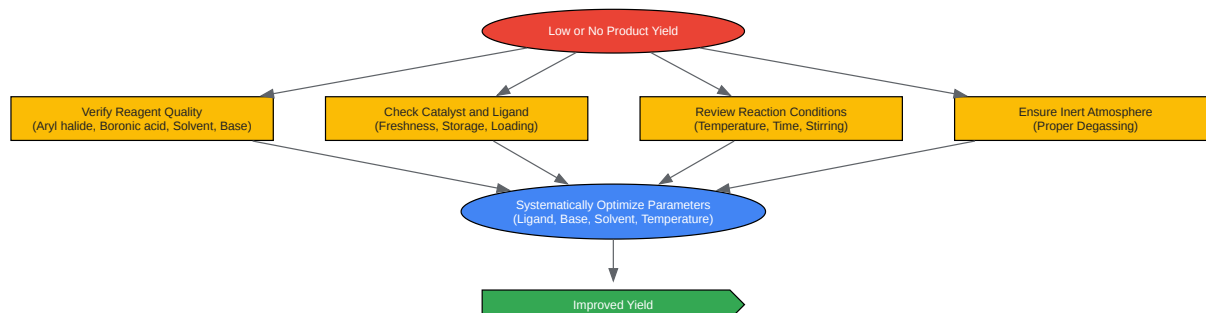 Low or No Product Yield
Verify Reagent Quality
(Aryl halide, Boronic acid, Solvent, Base)
Check Catalyst and Ligand
(Freshness, Storage, Loading)
Review Reaction Conditions
(Temperature, Time, Stirring)
Ensure Inert Atmosphere
(Proper Degassing)
Systematically Optimize Parameters
(Ligand, Base, Solvent, Temperature)
Improved Yield